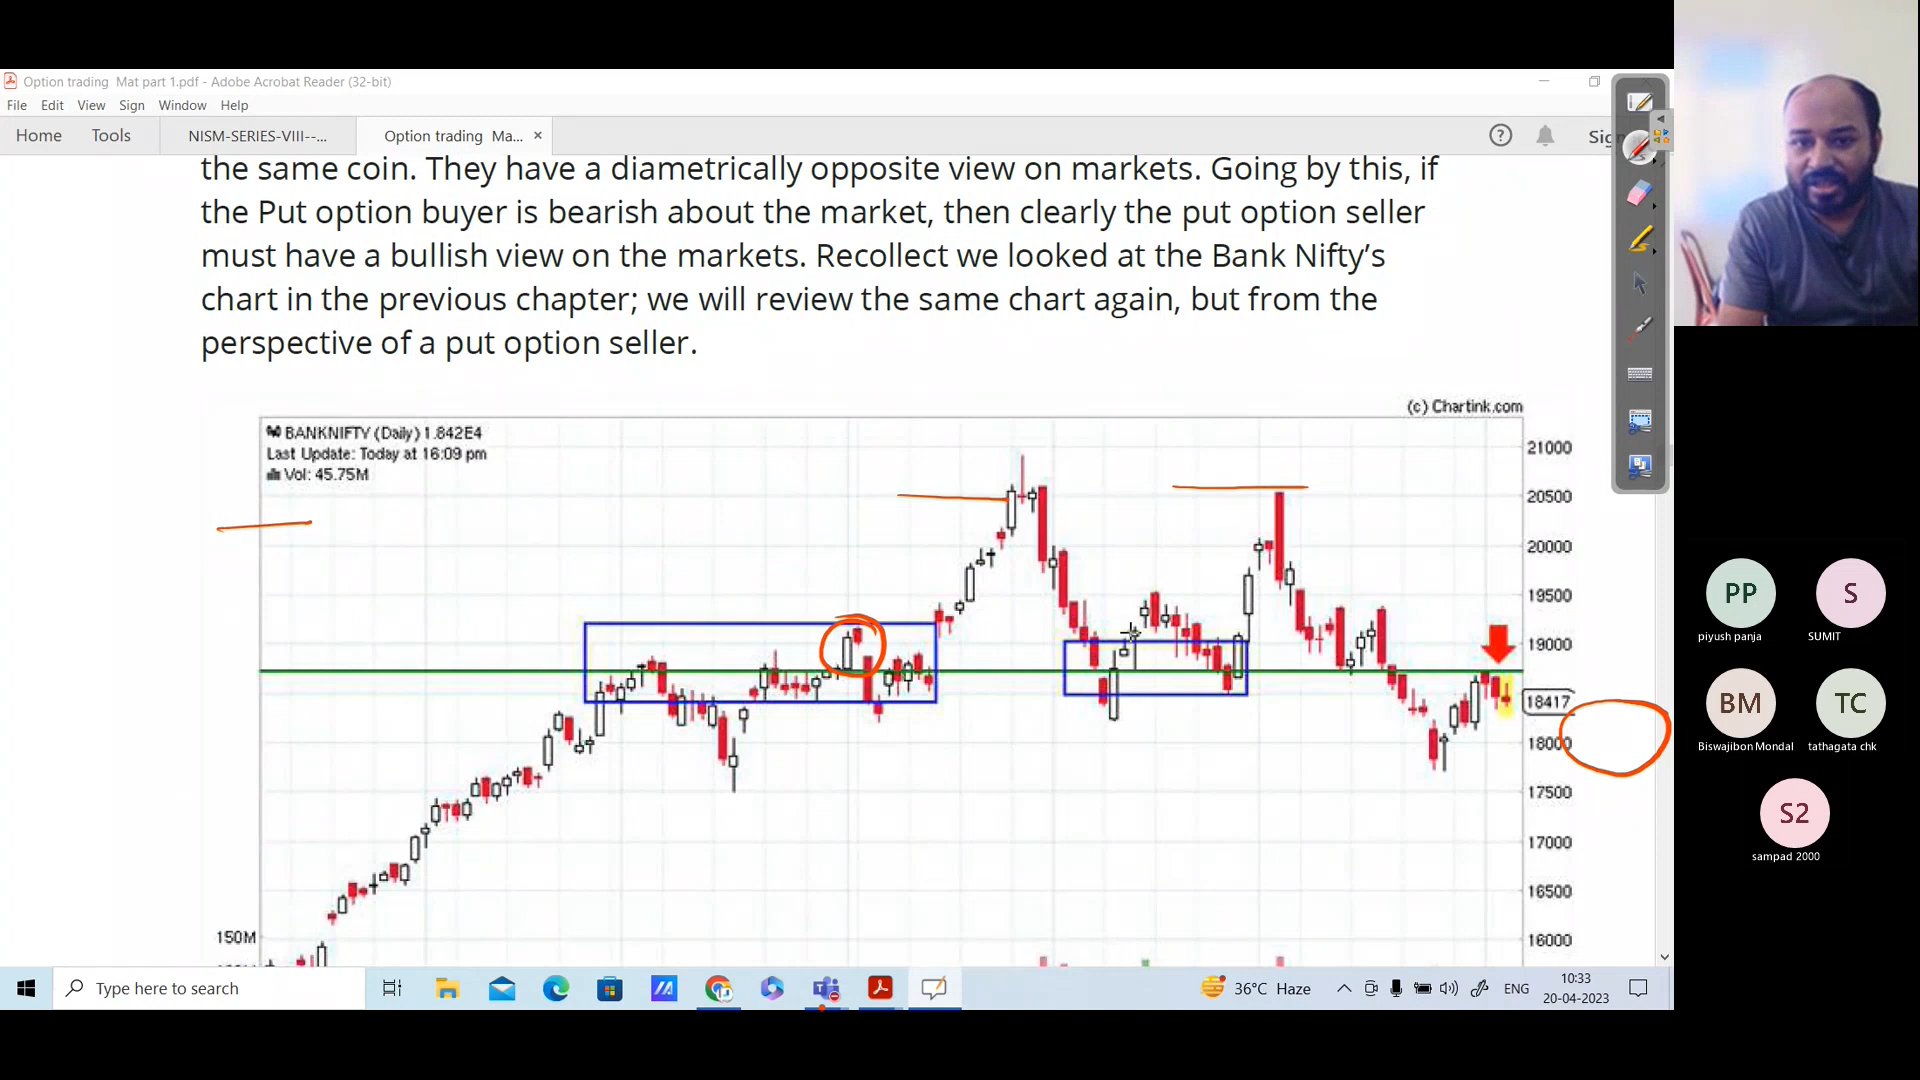 Option trading  Mat part 1.pdf - Adobe Acrobat Reader (32-bit)
File Edit View Sign Window Help
Home Tools NISM-SERIES-VIII--... Option trading  Ma... × Sig
the same coin. They have a diametrically opposite view on markets. Going by this, if
the Put option buyer is bearish about the market, then clearly the put option seller
must have a bullish view on the markets. Recollect we looked at the Bank Nifty’s
chart in the previous chapter; we will review the same chart again, but from the
perspective of a put option seller.
(c) Chartink.com
BANKNIFTY (Daily) 1.842E4
Last Update: Today at 16:09 pm
Vol: 45.75M
21000
20500
20000
19500
19000
18417
18000
17500
17000
16500
16000
150M
PP
piyush panja
S
SUMIT
BM
Biswajibon Mondal
TC
tathagata chk
S2
sampad 2000
Type here to search
36°C Haze
ENG
10:33
20-04-2023